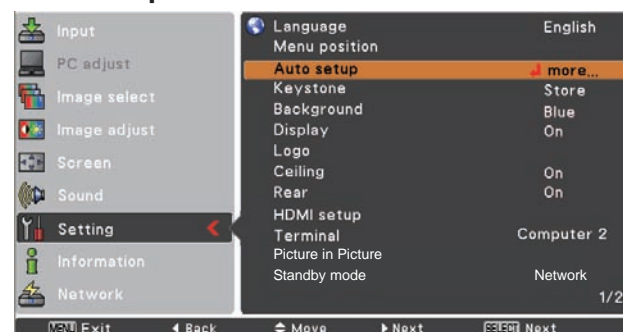 Input
PC adjust
Image select
Image adjust
Screen
Sound
Setting
Information
Network
Language English
Menu position
Auto setup more...
Keystone Store
Background Blue
Display On
Logo
Ceiling On
Rear On
HDMI setup
Terminal Computer 2
Picture in Picture
Standby mode Network
1/2
MENU Exit Back Move Next SELECT Next